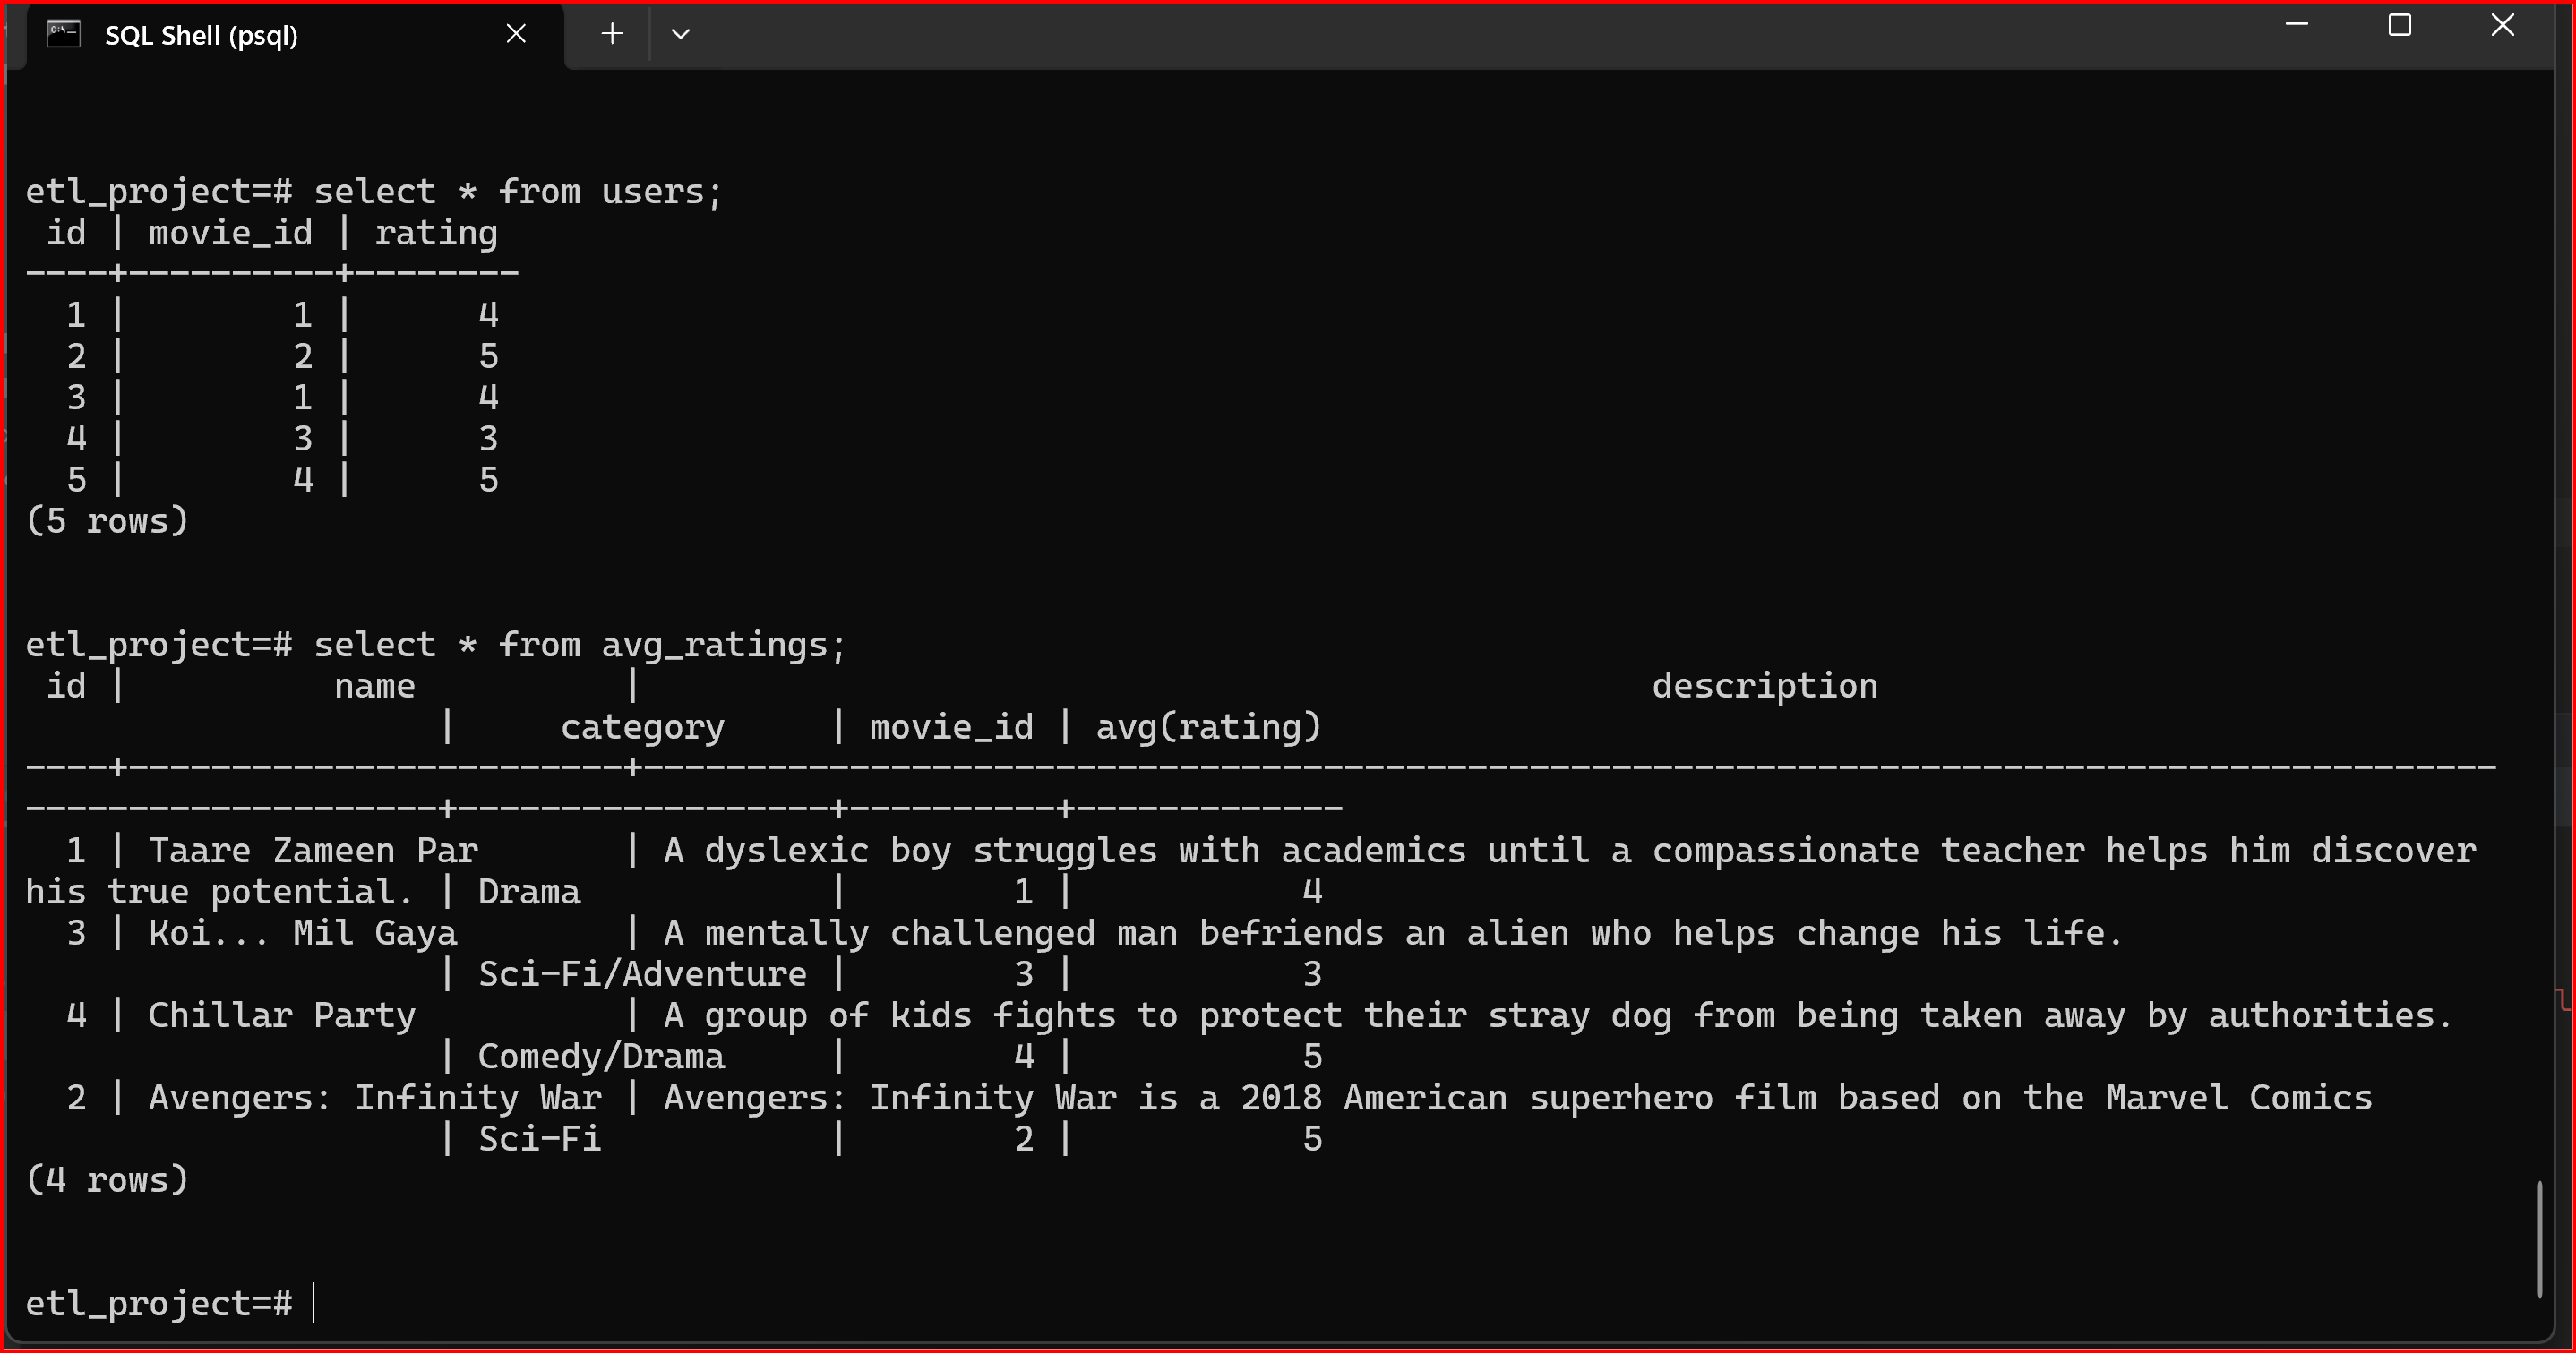 SQL Shell (psql)
etl_project=# select * from users;
 id | movie_id | rating
----+----------+--------
  1 |        1 |      4
  2 |        2 |      5
  3 |        1 |      4
  4 |        3 |      3
  5 |        4 |      5
(5 rows)
etl_project=# select * from avg_ratings;
 id |          name          |                                                 description
                    |     category     | movie_id | avg(rating)
----+------------------------+------------------------------------------------------------------------------------------
--------------------+------------------+----------+-------------
  1 | Taare Zameen Par       | A dyslexic boy struggles with academics until a compassionate teacher helps him discover
his true potential. | Drama            |        1 |           4
  3 | Koi... Mil Gaya        | A mentally challenged man befriends an alien who helps change his life.
                    | Sci-Fi/Adventure |        3 |           3
  4 | Chillar Party          | A group of kids fights to protect their stray dog from being taken away by authorities.
                    | Comedy/Drama     |        4 |           5
  2 | Avengers: Infinity War | Avengers: Infinity War is a 2018 American superhero film based on the Marvel Comics
                    | Sci-Fi           |        2 |           5
(4 rows)
etl_project=#